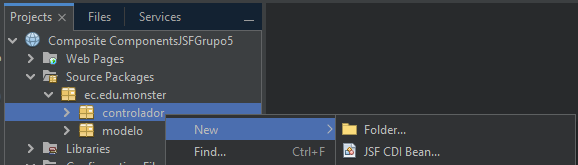 Projects × Files Services
Composite ComponentsJSFGrupo5
Web Pages
Source Packages
ec.edu.monster
controlador
modelo
New
Folder...
Libraries
Find... Ctrl+F
JSF CDI Bean...